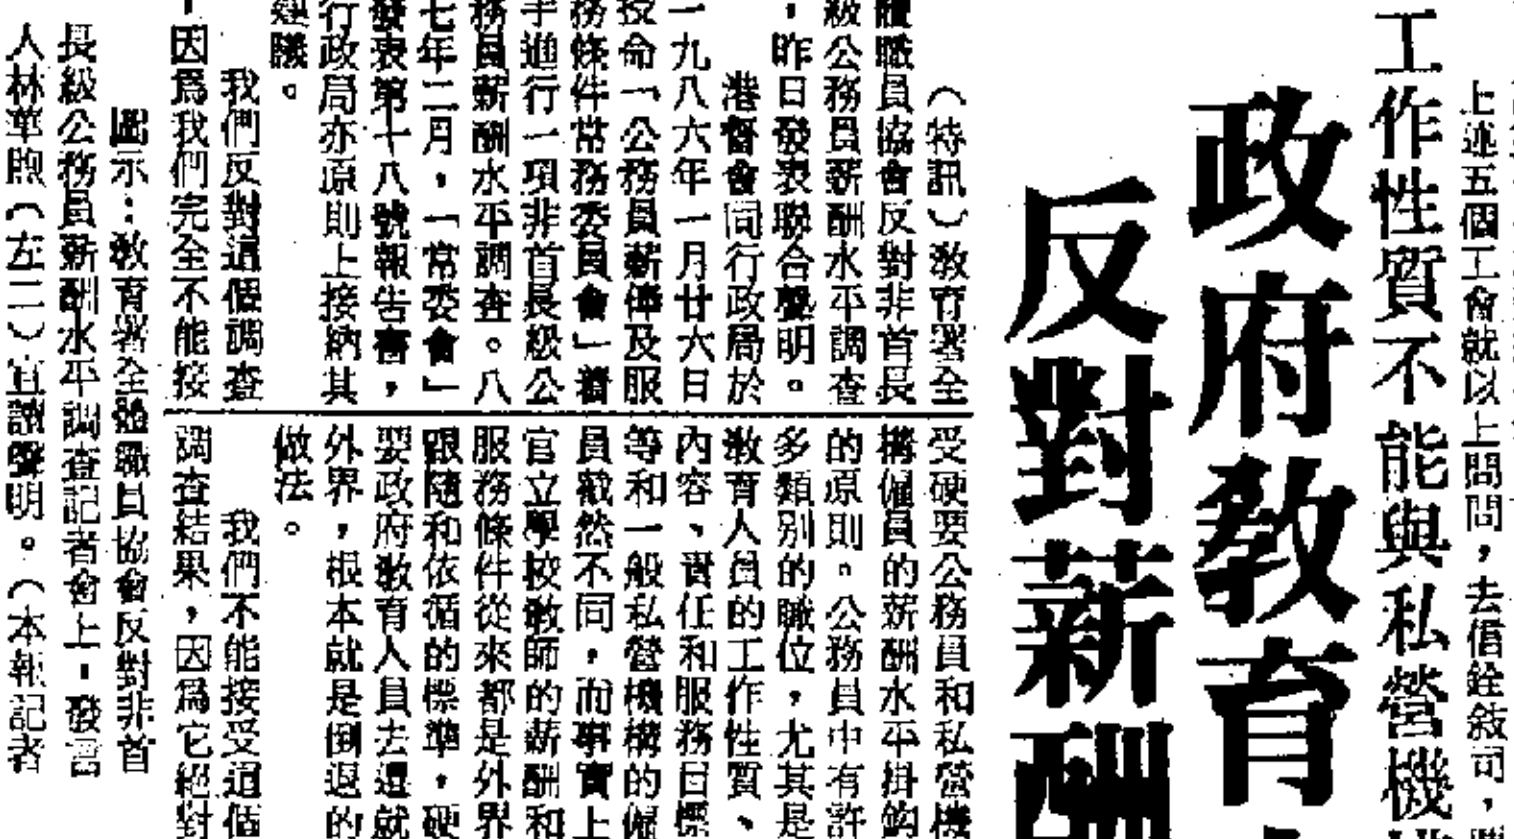 上述五個工會就以上問問，去信銓敘司，
工作性質不能與私營機
政府敎育
反對薪酬
（特訊）敎育署全
體職員協會反對非首長
級公務員薪酬水平調查
，昨日發表聯合聲明。
港督會同行政局於
一九八六年一月廿六日
授命「公務員薪俸及服
務條件常務委員會」着
手進行一項非首長級公
務員薪酬水平調查。八
七年二月，「常委會」
發表第十八號報告書，
行政局亦原則上接納其
建議。
我們反對這個調查
，因爲我們完全不能接
受硬要公務員和私營機
構僱員的薪酬水平掛鈎
的原則。公務員中有許
多類別的職位，尤其是
敎育人員的工作性質、
內容、責任和服務目標
等和一般私營機構的僱
員截然不同，而事實上
官立學校敎師的薪酬和
服務條件從來都是外界
跟隨和依循的標準，硬
要政府敎育人員去遷就
外界，根本就是倒退的
做法。
我們不能接受這個
調查結果，因爲它絕對
圖示：敎育署全體職員協會反對非首
長級公務員薪酬水平調查記者會上，發言
人林華煦（左二）宣讀聲明。（本報記者